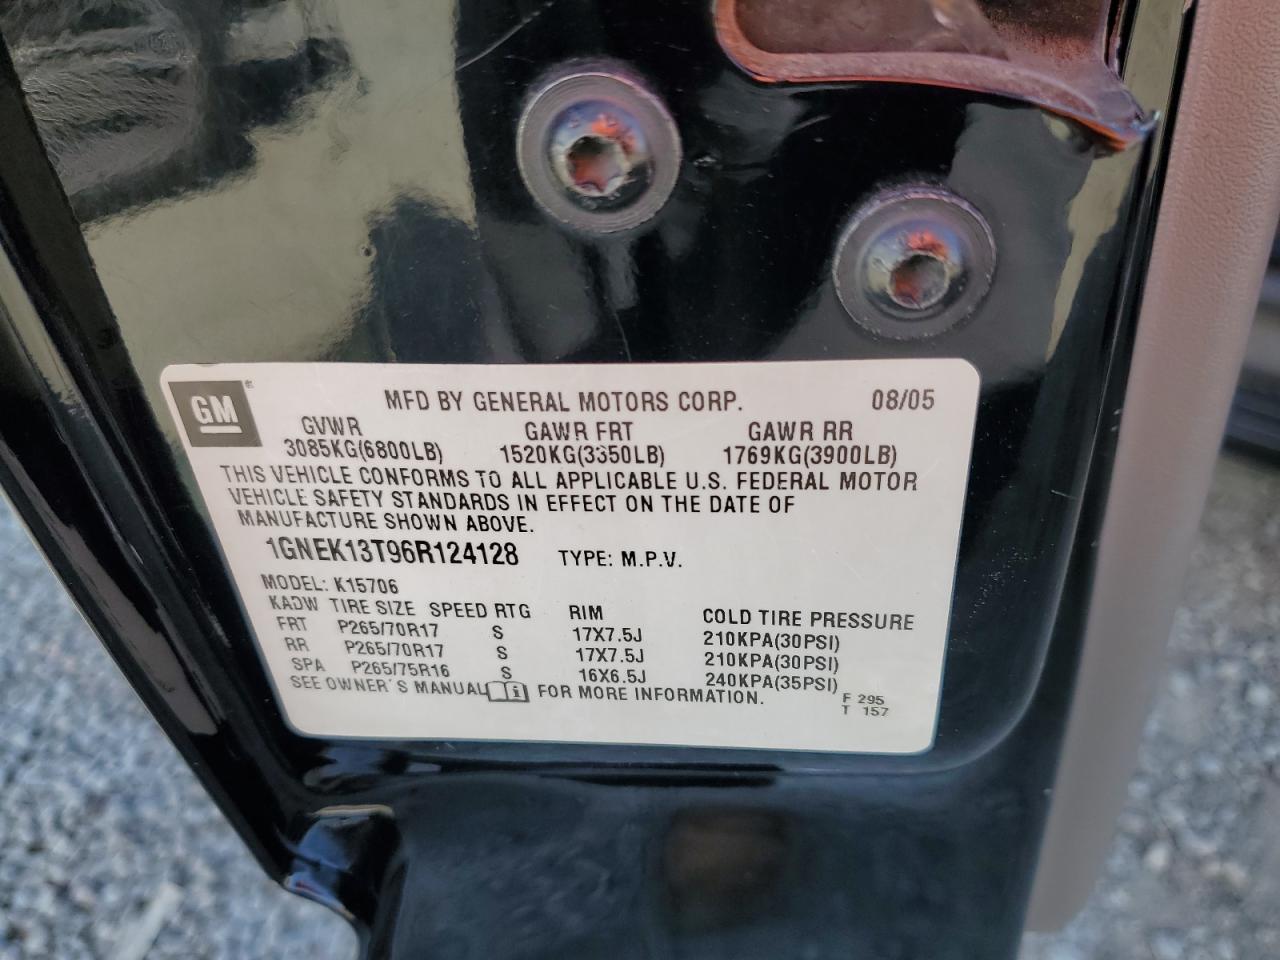 GM
MFD BY GENERAL MOTORS CORP. 08/05
GVWR GAWR FRT GAWR RR
3085KG(6800LB) 1520KG(3350LB) 1769KG(3900LB)
THIS VEHICLE CONFORMS TO ALL APPLICABLE U.S. FEDERAL MOTOR
VEHICLE SAFETY STANDARDS IN EFFECT ON THE DATE OF
MANUFACTURE SHOWN ABOVE.
1GNEK13T96R124128 TYPE: M.P.V.
MODEL: K15706
KADW TIRE SIZE SPEED RTG RIM COLD TIRE PRESSURE
FRT P265/70R17 S 17X7.5J 210KPA(30PSI)
RR P265/70R17 S 17X7.5J 210KPA(30PSI)
SPA P265/75R16 S 16X6.5J 240KPA(35PSI)
SEE OWNER'S MANUAL FOR MORE INFORMATION.
F 295
T 157